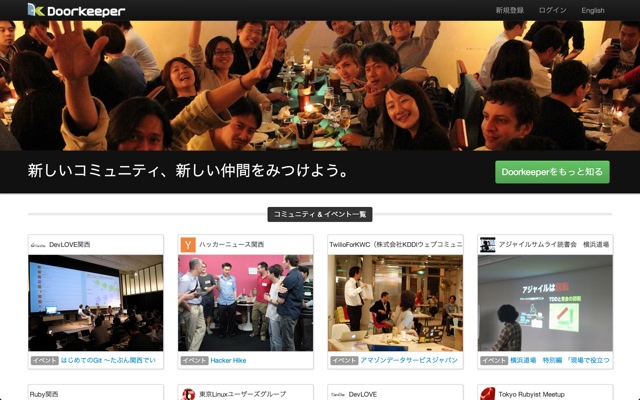 Doorkeeper
新規登録 ログイン English
新しいコミュニティ、新しい仲間をみつけよう。
Doorkeeperをもっと知る
コミュニティ & イベント一覧
DevLOVE関西
ハッカーニュース関西
TwilioForKWC（株式会社KDDIウェブコミュニ
アジャイルサムライ読書会　横浜道場
アジャイルは
イベント はじめてのGit 〜たぶん関西でい
イベント Hacker Hike
イベント アマゾンデータサービスジャパン
イベント 横浜道場　特別編 「現場で役立つ
Ruby関西
東京Linuxユーザーズグループ
DevLOVE
Tokyo Rubyist Meetup